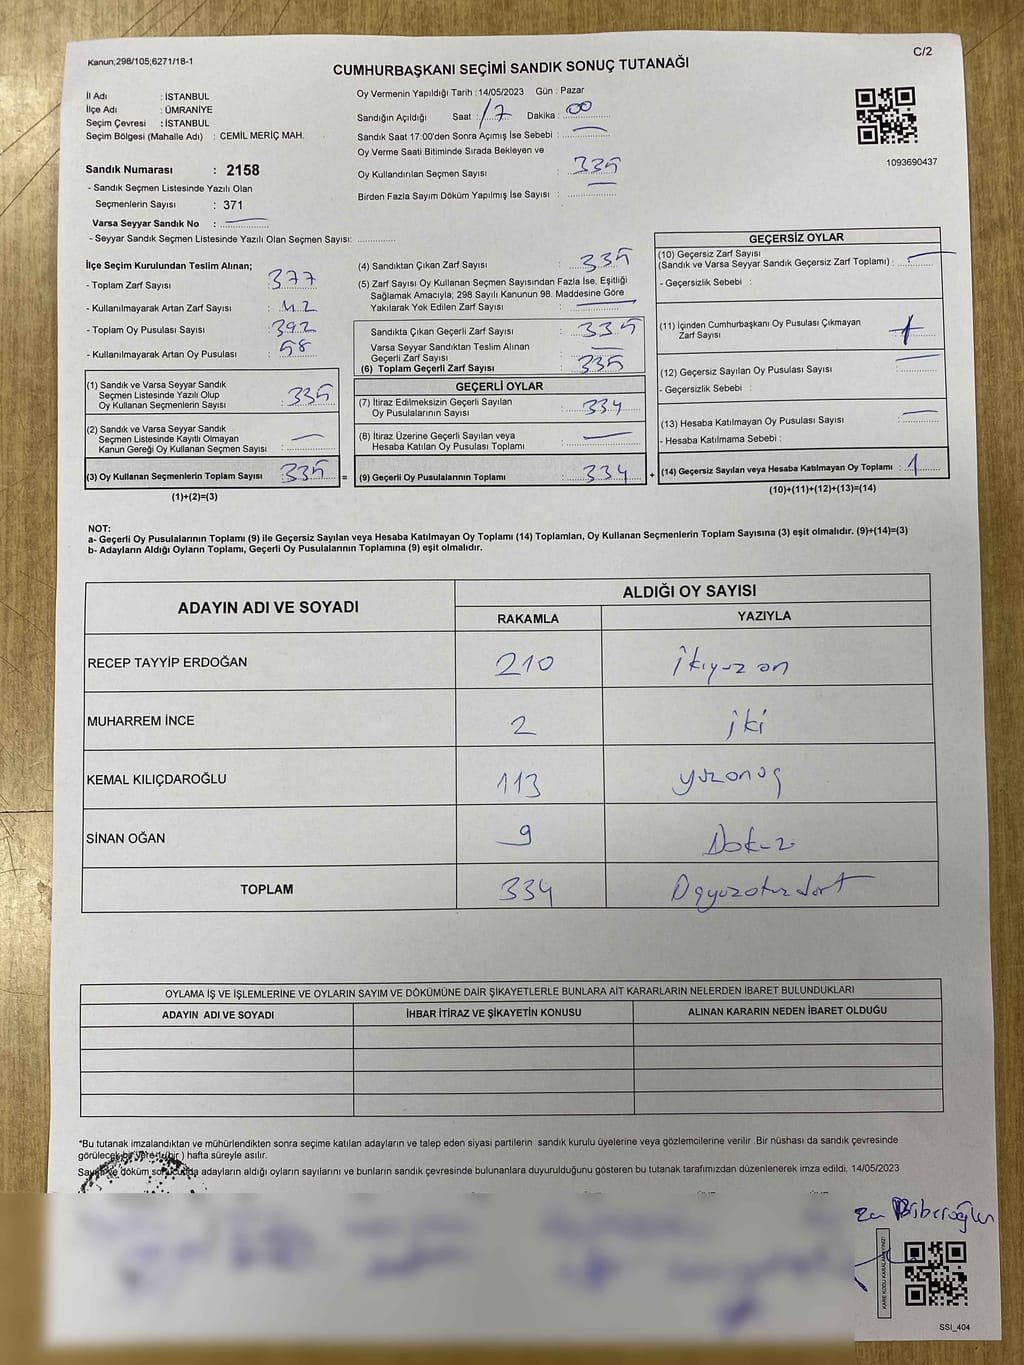 Kanun;298/105;6271/18-1
C/2
CUMHURBAŞKANI SEÇİMİ SANDIK SONUÇ TUTANAĞI
İl Adı : İSTANBUL
İlçe Adı : ÜMRANİYE
Seçim Çevresi : İSTANBUL
Seçim Bölgesi (Mahalle Adı) : CEMİL MERİÇ MAH.
Sandık Numarası : 2158
- Sandık Seçmen Listesinde Yazılı Olan
Seçmenlerin Sayısı : 371
Varsa Seyyar Sandık No :
- Seyyar Sandık Seçmen Listesinde Yazılı Olan Seçmen Sayısı:
Oy Vermenin Yapıldığı Tarih :14/05/2023 Gün : Pazar
Sandığın Açıldığı Saat : 17 Dakika : 00
Sandık Saat 17:00'den Sonra Açımış İse Sebebi :
Oy Verme Saati Bitiminde Sırada Bekleyen ve
Oy Kullandırılan Seçmen Sayısı : 335
Birden Fazla Sayım Döküm Yapılmış İse Sayısı :
1093690437
İlçe Seçim Kurulundan Teslim Alınan;
- Toplam Zarf Sayısı : 377
- Kullanılmayarak Artan Zarf Sayısı : 42
- Toplam Oy Pusulası Sayısı : 392
- Kullanılmayarak Artan Oy Pusulası : 58
(1) Sandık ve Varsa Seyyar Sandık
Seçmen Listesinde Yazılı Olup
Oy Kullanan Seçmenlerin Sayısı : 335
(2) Sandık ve Varsa Seyyar Sandık
Seçmen Listesinde Kayıtlı Olmayan
Kanun Gereği Oy Kullanan Seçmen Sayısı :
(3) Oy Kullanan Seçmenlerin Toplam Sayısı : 335 =
(1)+(2)=(3)
(4) Sandıktan Çıkan Zarf Sayısı : 335
(5) Zarf Sayısı Oy Kullanan Seçmen Sayısından Fazla İse, Eşitliği
Sağlamak Amacıyla; 298 Sayılı Kanunun 98. Maddesine Göre
Yakılarak Yok Edilen Zarf Sayısı :
Sandıkta Çıkan Geçerli Zarf Sayısı : 335
Varsa Seyyar Sandıktan Teslim Alınan
Geçerli Zarf Sayısı :
(6) Toplam Geçerli Zarf Sayısı : 335
GEÇERLİ OYLAR
(7) İtiraz Edilmeksizin Geçerli Sayılan
Oy Pusulalarının Sayısı : 334
(8) İtiraz Üzerine Geçerli Sayılan veya
Hesaba Katılan Oy Pusulası Toplamı :
(9) Geçerli Oy Pusulalarının Toplamı : 334 +
GEÇERSİZ OYLAR
(10) Geçersiz Zarf Sayısı
(Sandık ve Varsa Seyyar Sandık Geçersiz Zarf Toplamı) :
- Geçersizlik Sebebi :
(11) İçinden Cumhurbaşkanı Oy Pusulası Çıkmayan
Zarf Sayısı : 1
(12) Geçersiz Sayılan Oy Pusulası Sayısı :
- Geçersizlik Sebebi :
(13) Hesaba Katılmayan Oy Pusulası Sayısı :
- Hesaba Katılmama Sebebi :
(14) Geçersiz Sayılan veya Hesaba Katılmayan Oy Toplamı : 1
(10)+(11)+(12)+(13)=(14)
NOT:
a- Geçerli Oy Pusulalarının Toplamı (9) ile Geçersiz Sayılan veya Hesaba Katılmayan Oy Toplamı (14) Toplamları, Oy Kullanan Seçmenlerin Toplam Sayısına (3) eşit olmalıdır. (9)+(14)=(3)
b- Adayların Aldığı Oyların Toplamı, Geçerli Oy Pusulalarının Toplamına (9) eşit olmalıdır.
ADAYIN ADI VE SOYADI
ALDIĞI OY SAYISI
RAKAMLA YAZIYLA
RECEP TAYYİP ERDOĞAN 210 ikiyüz on
MUHARREM İNCE 2 iki
KEMAL KILIÇDAROĞLU 113 yüzonüç
SİNAN OĞAN 9 Dokuz
TOPLAM 334 Üçyüzotuzdört
OYLAMA İŞ VE İŞLEMLERİNE VE OYLARIN SAYIM VE DÖKÜMÜNE DAİR ŞİKAYETLERLE BUNLARA AİT KARARLARIN NELERDEN İBARET BULUNDUKLARI
ADAYIN ADI VE SOYADI İHBAR İTİRAZ VE ŞİKAYETİN KONUSU ALINAN KARARIN NEDEN İBARET OLDUĞU
*Bu tutanak imzalandıktan ve mühürlendikten sonra seçime katılan adayların ve talep eden siyasi partilerin sandık kurulu üyelerine veya gözlemcilerine verilir .Bir nüshası da sandık çevresinde
görülecek bir yere 1(bir ) hafta süreyle asılır.
Sayım ve döküm sonucunda adayların aldığı oyların sayılarını ve bunların sandık çevresinde bulunanlara duyurulduğunu gösteren bu tutanak tarafımızdan düzenlenerek imza edildi. 14/05/2023
Biberoğlu
KARE KODU KARALAMAYINIZ!
SSI_404